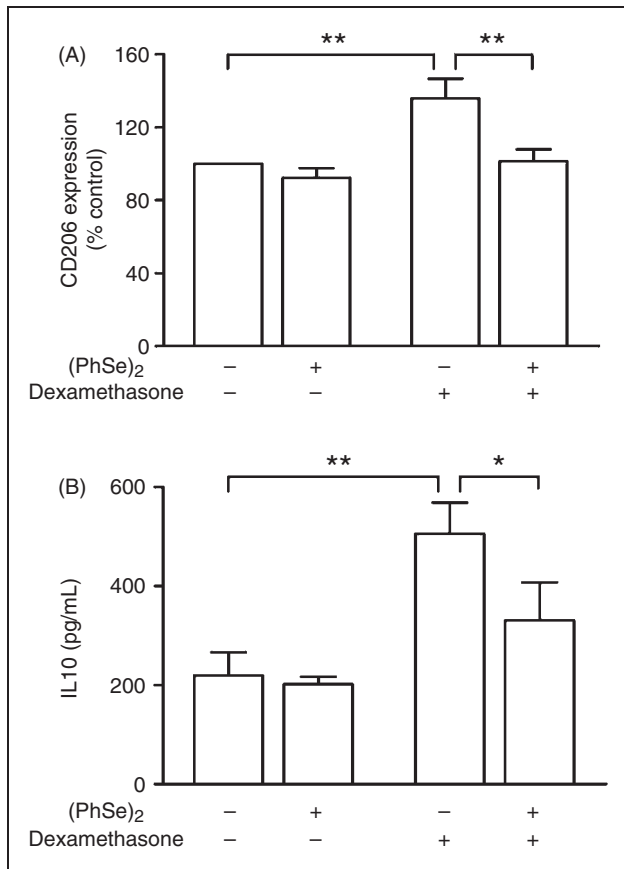 (A)
** **
CD206 expression
(% control)
160
120
80
40
0
(PhSe)2 – + – +
Dexamethasone – – + +
(B)
** *
IL10 (pg/mL)
600
400
200
0
(PhSe)2 – + – +
Dexamethasone – – + +